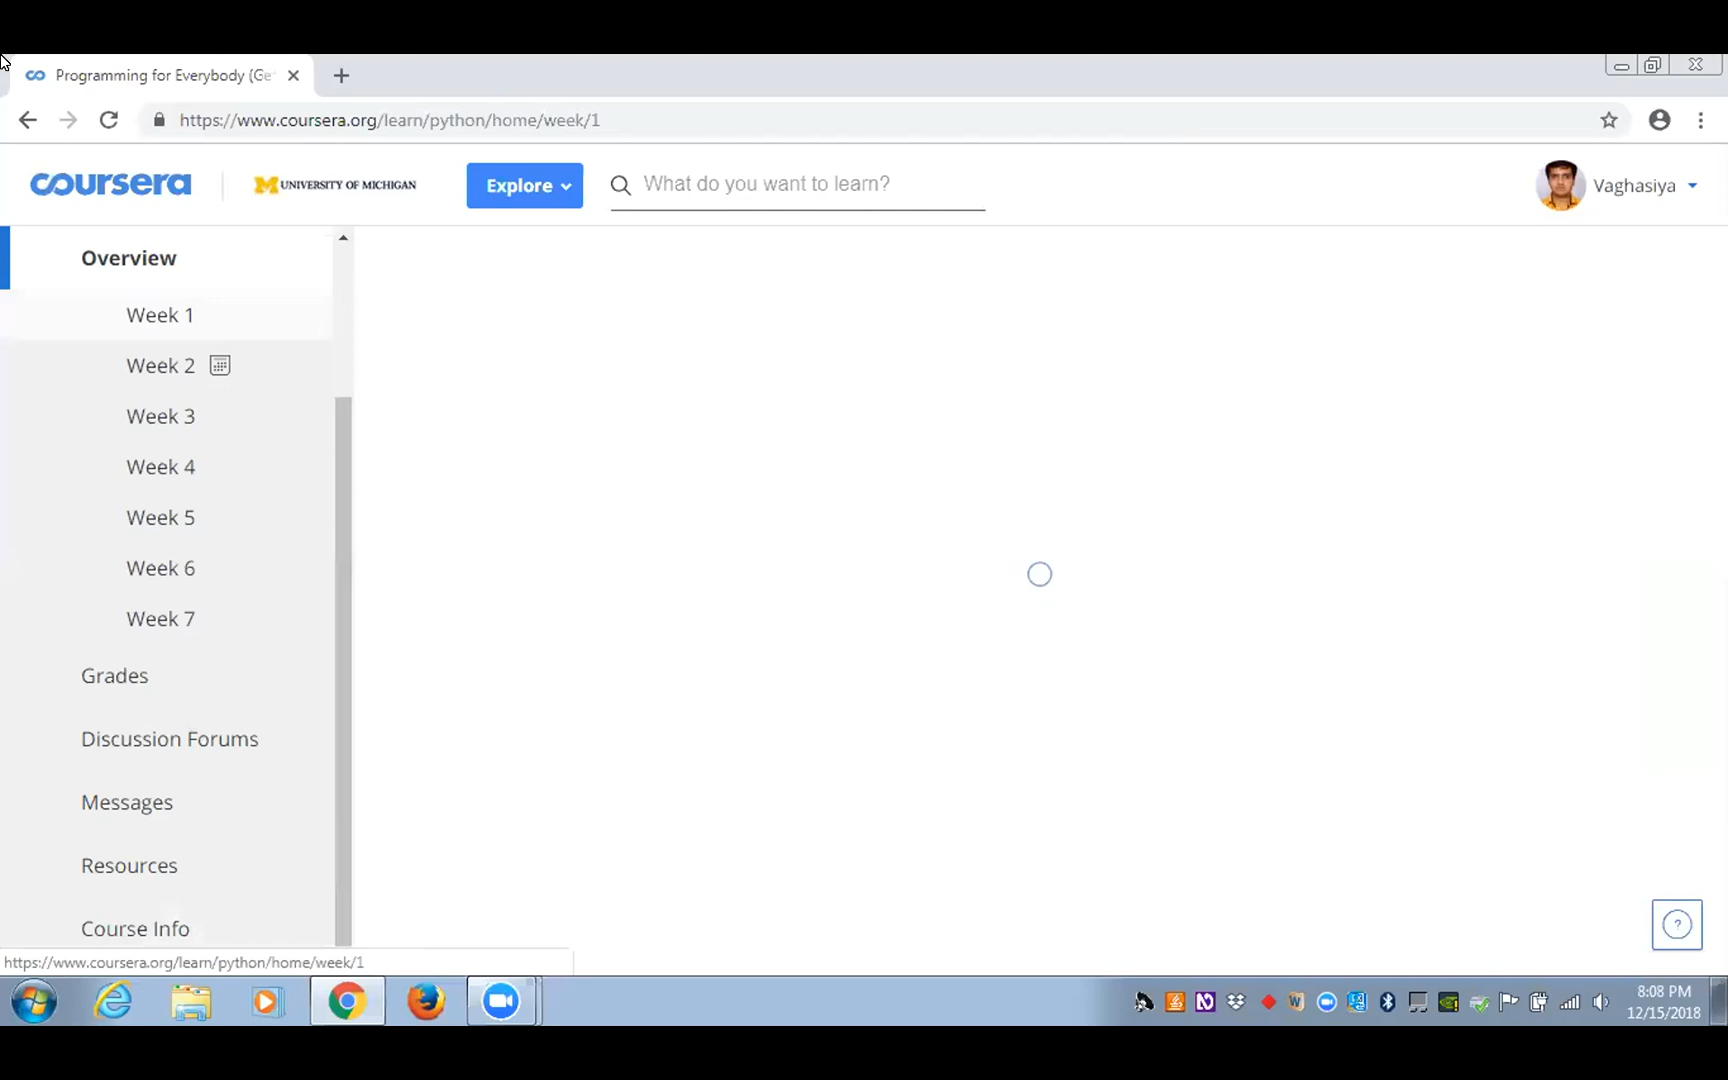 Programming for Everybody (Ge
https://www.coursera.org/learn/python/home/week/1
coursera
UNIVERSITY OF MICHIGAN
Explore
What do you want to learn?
Vaghasiya
Overview
Week 1
Week 2
Week 3
Week 4
Week 5
Week 6
Week 7
Grades
Discussion Forums
Messages
Resources
Course Info
?
https://www.coursera.org/learn/python/home/week/1
8:08 PM
12/15/2018